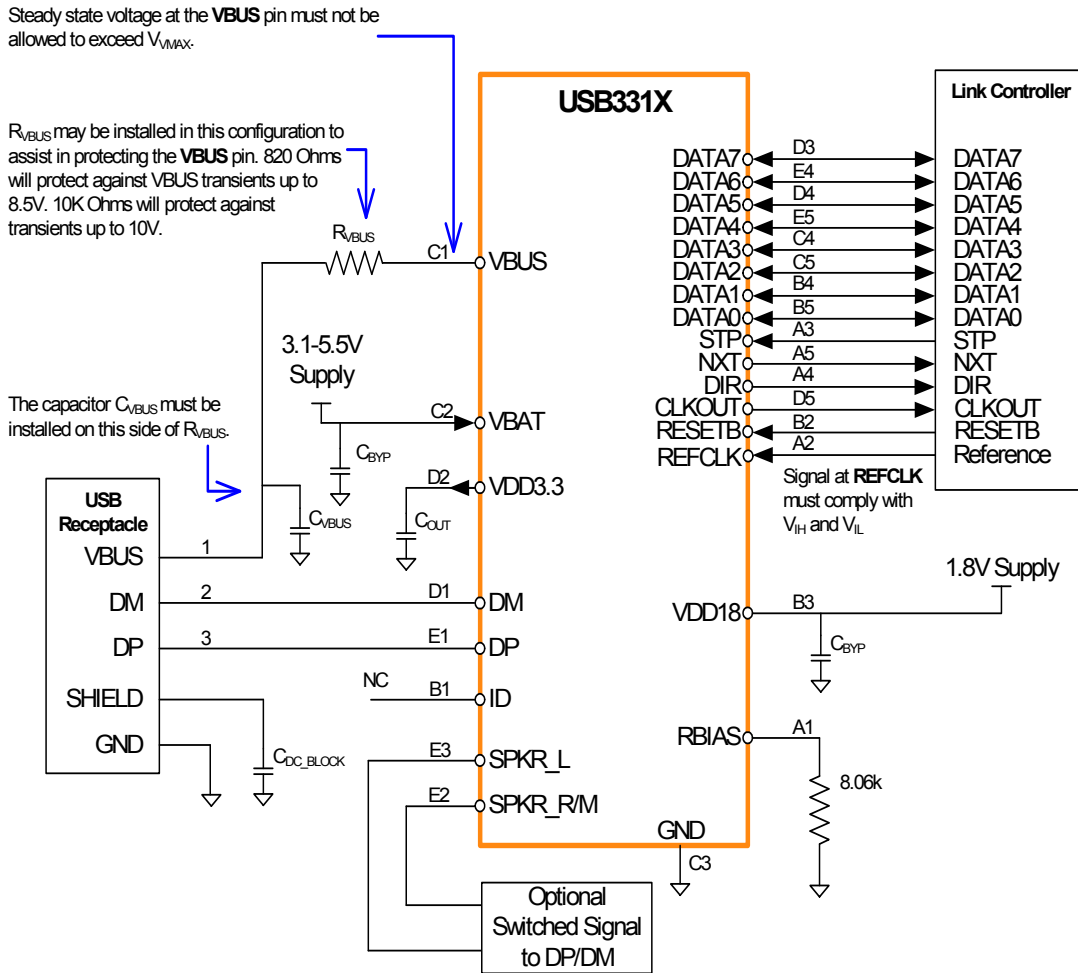 Steady state voltage at the VBUS pin must not be
allowed to exceed VVMAX.
RVBUS may be installed in this configuration to
assist in protecting the VBUS pin. 820 Ohms
will protect against VBUS transients up to
8.5V. 10K Ohms will protect against
transients up to 10V.
RVBUS
C1
VBUS
3.1-5.5V
Supply
The capacitor CVBUS must be
installed on this side of RVBUS.
C2
VBAT
CBYP
D2
VDD3.3
COUT
CVBUS
USB
Receptacle
VBUS
1
DM
2
D1
DM
DP
3
E1
DP
SHIELD
NC
B1
ID
GND
CDC_BLOCK
E3
SPKR_L
E2
SPKR_R/M
Optional
Switched Signal
to DP/DM
USB331X
Link Controller
DATA7
D3
DATA7
DATA6
E4
DATA6
DATA5
D4
DATA5
DATA4
E5
DATA4
DATA3
C4
DATA3
DATA2
C5
DATA2
DATA1
B4
DATA1
DATA0
B5
DATA0
STP
A3
STP
NXT
A5
NXT
DIR
A4
DIR
CLKOUT
D5
CLKOUT
RESETB
B2
RESETB
REFCLK
A2
Reference
Signal at REFCLK
must comply with
VIH and VIL
1.8V Supply
VDD18
B3
CBYP
RBIAS
A1
8.06k
GND
C3